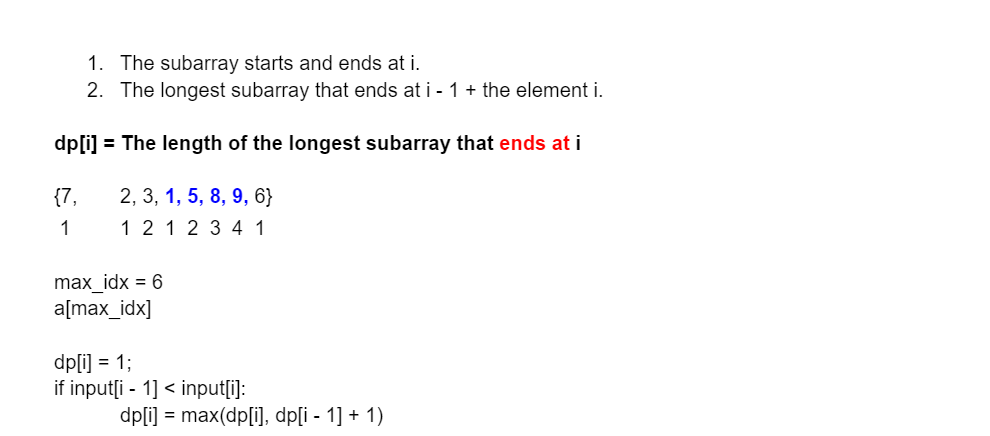 1. The subarray starts and ends at i.
2. The longest subarray that ends at i - 1 + the element i.
dp[i] = The length of the longest subarray that ends at i
{7, 2, 3, 1, 5, 8, 9, 6}
1 1 2 1 2 3 4 1
max_idx = 6
a[max_idx]
dp[i] = 1;
if input[i - 1] < input[i]:
dp[i] = max(dp[i], dp[i - 1] + 1)